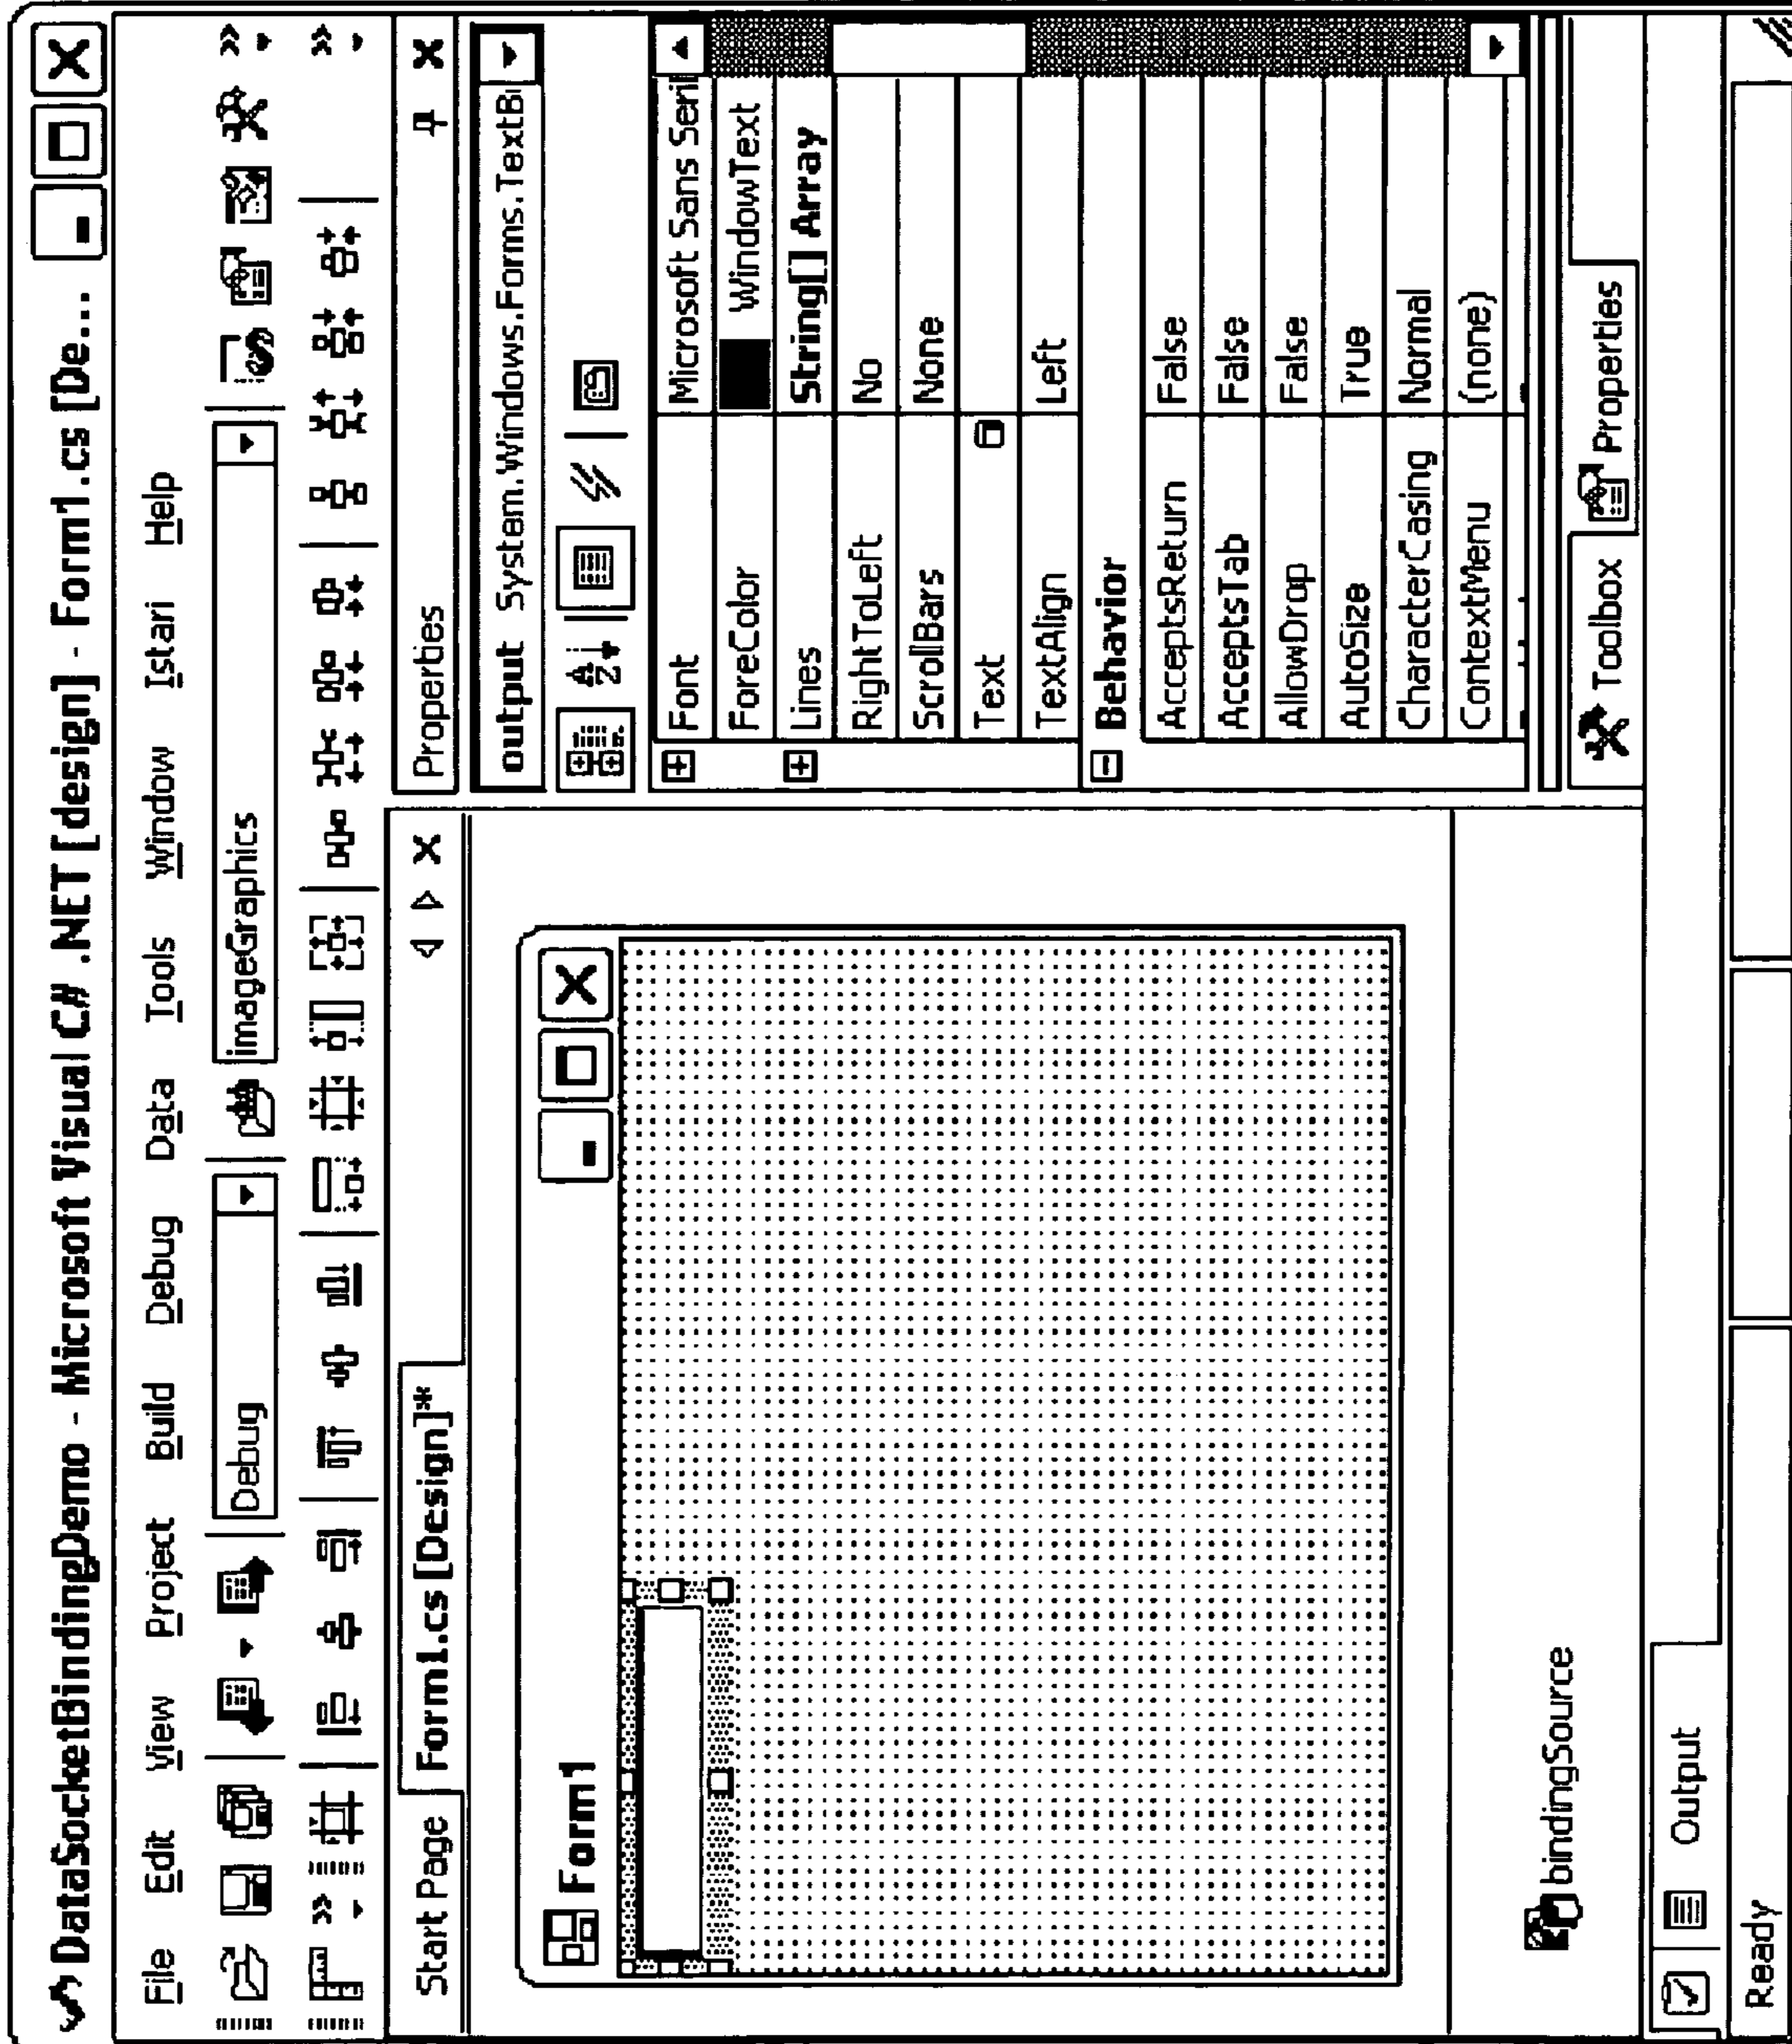 DataSocketBindingDemo - Microsoft Visual C# .NET [design] - Form1.cs [De...
File Edit View Project Build Debug Data Tools Window Istari Help
Debug imageGraphics
Start Page Form1.cs [Design]*
Form1
bindingSource
Properties
output System.Windows.Forms.TextB
Font Microsoft Sans Seri
ForeColor WindowText
Lines String[] Array
RightToLeft No
ScrollBars None
Text
TextAlign Left
Behavior
AcceptsReturn False
AcceptsTab False
AllowDrop False
AutoSize True
CharacterCasing Normal
ContextMenu (none)
Toolbox Properties
Output
Ready